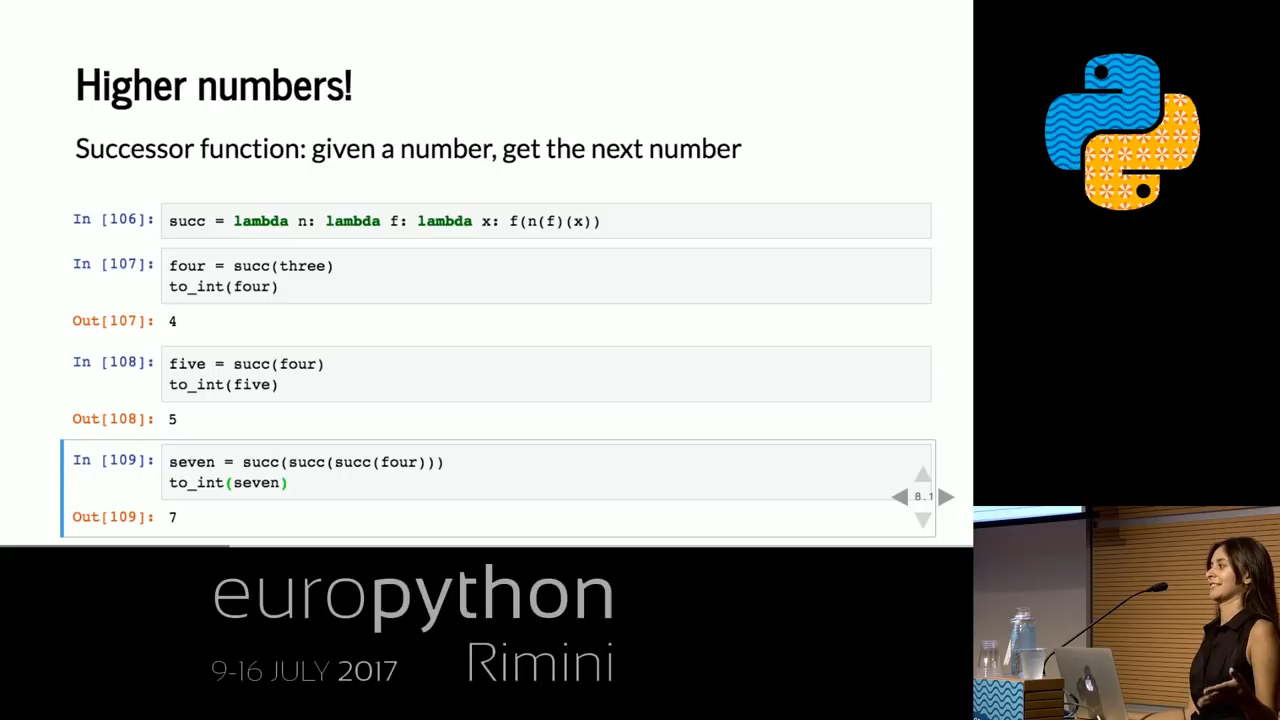 Higher numbers!
Successor function: given a number, get the next number
In [106]: succ = lambda n: lambda f: lambda x: f(n(f)(x))
In [107]: four = succ(three)
to_int(four)
Out[107]: 4
In [108]: five = succ(four)
to_int(five)
Out[108]: 5
In [109]: seven = succ(succ(succ(four)))
to_int(seven)
8.1
Out[109]: 7
europython
9-16 JULY 2017 Rimini